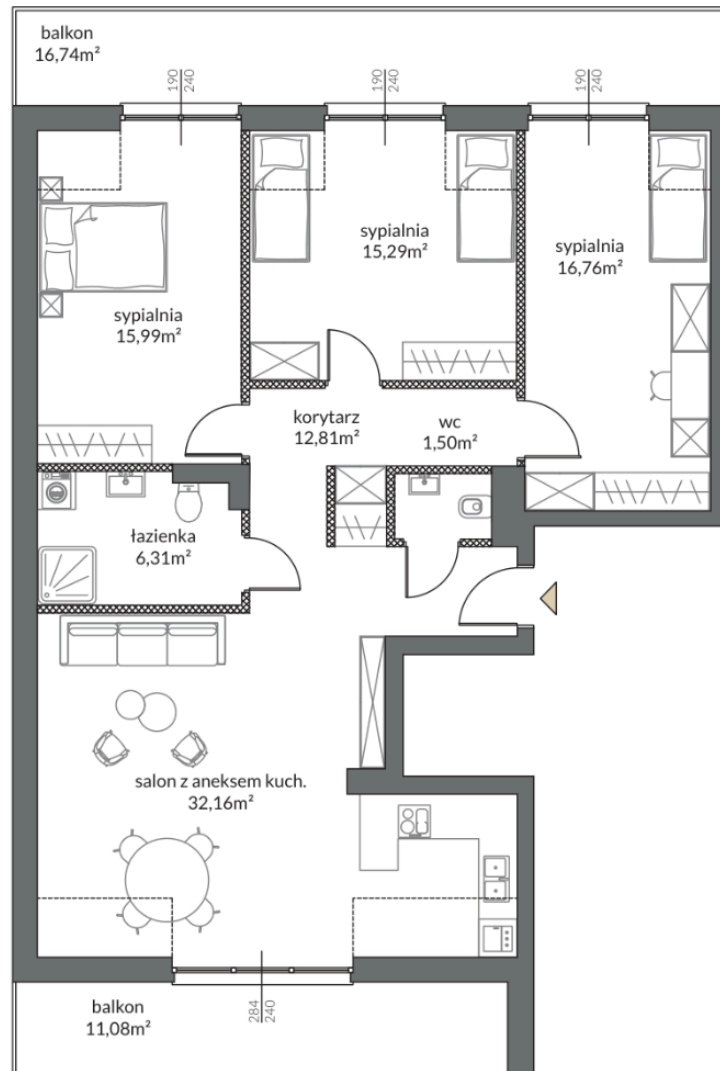 balkon
16,74m²
190
240
190
240
190
240
sypialnia
15,29m²
sypialnia
16,76m²
sypialnia
15,99m²
korytarz
12,81m²
wc
1,50m²
łazienka
6,31m²
salon z aneksem kuch.
32,16m²
balkon
11,08m²
284
240